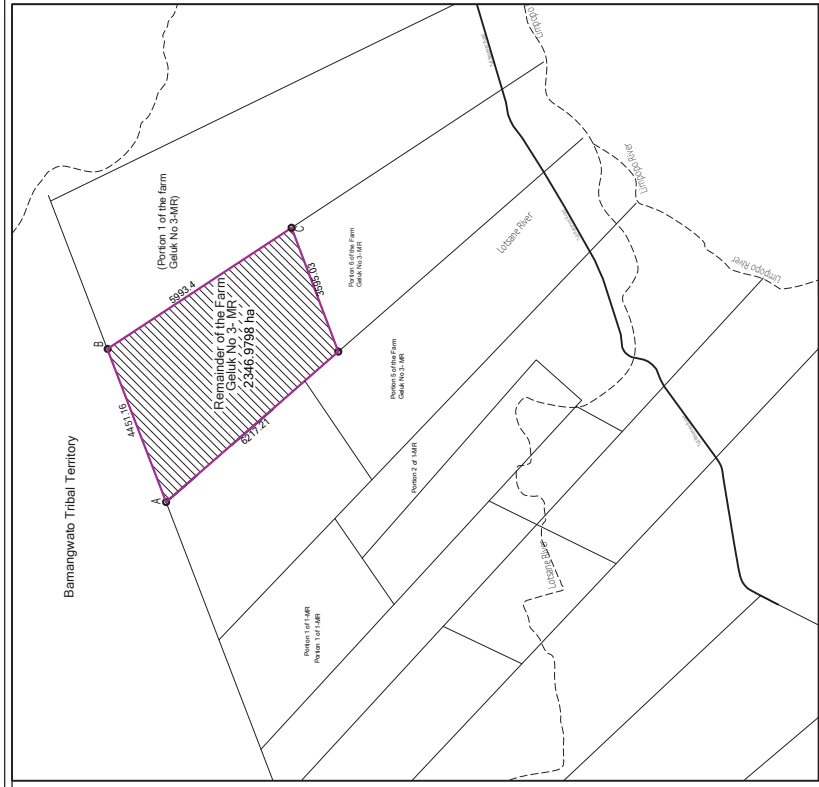 Limpopo
Limpopo
(Portion 1 of the farm
Geluk No 3-MR)
B
C
5993.4
4451.16
3595.03
Remainder of the Farm
Geluk No 3- MR
2346.9798 ha
6217.21
A
Bamangwato Tribal Territory
Portion 6 of the Farm
Geluk No 3- MR
Lotsane River
Limpopo River
Limpopo River
Portion 5 of the Farm
Geluk No 3- MR
Portion 2 of 1-MR
Lotsane River
Portion 1 of 1-MR
Portion 1 of 1-MR